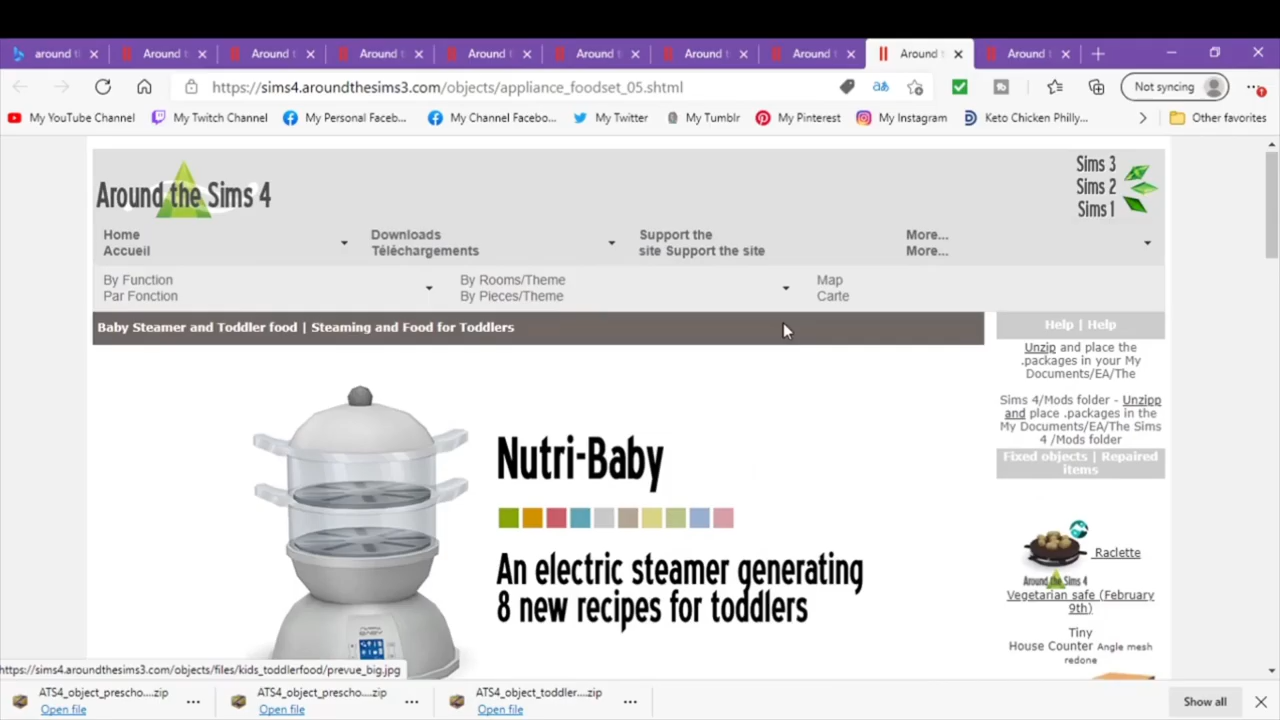 around t
Around
Around
Around t
Around
Around
Around
Around
Around
Around
Around
https://sims4.aroundthesims3.com/objects/appliance_foodset_05.shtml
Not syncing
My YouTube Channel
My Twitch Channel
My Personal Faceb...
My Channel Facebo...
My Twitter
My Tumblr
My Pinterest
My Instagram
Keto Chicken Philly...
Other favorites
Around the Sims 4
Sims 3
Sims 2
Sims 1
Home
Accueil
Downloads
Téléchargements
Support the
site Support the site
More...
More...
By Function
Par Fonction
By Rooms/Theme
By Pieces/Theme
Map
Carte
Baby Steamer and Toddler food | Steaming and Food for Toddlers
Help | Help
Unzip and place the
.packages in your My
Documents/EA/The
Sims 4/Mods folder - Unzipp
and place .packages in the
My Documents/EA/The Sims
4 /Mods folder
Fixed objects | Repaired
items
Nutri-Baby
An electric steamer generating
8 new recipes for toddlers
Raclette
Around the Sims 4
Vegetarian safe (February
9th)
Tiny
House Counter Angle mesh
redone
https://sims4.aroundthesims3.com/objects/files/kids_toddlerfood/prevue_big.jpg
ATS4_object_prescho....zip
Open file
ATS4_object_prescho....zip
Open file
ATS4_object_toddler....zip
Open file
Show all